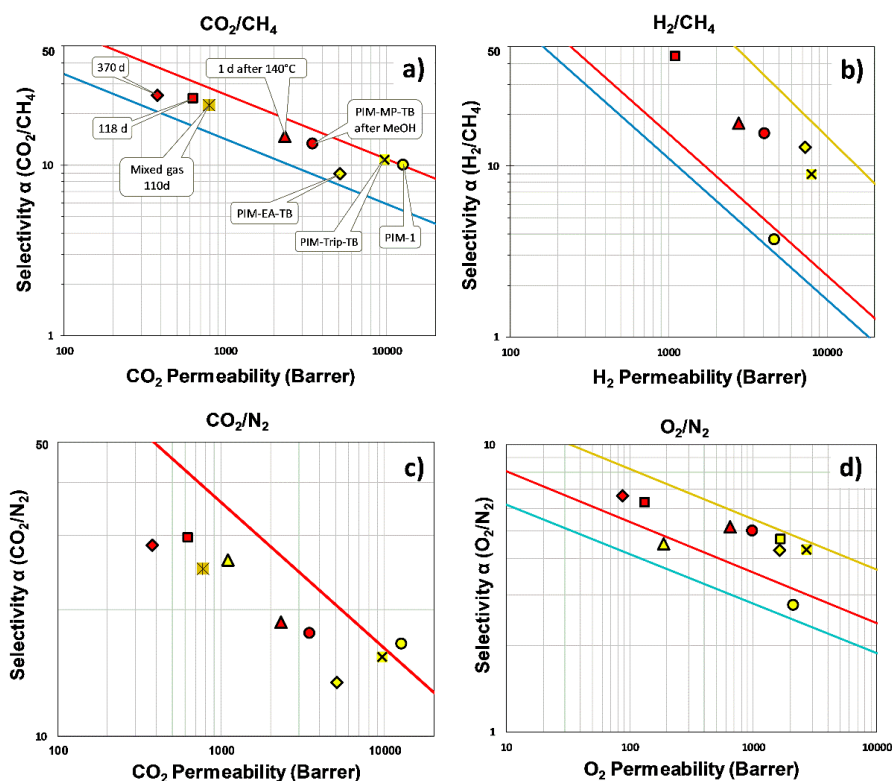 CO₂/CH₄
50
10
1
100
1000
10000
Selectivity α (CO₂/CH₄)
CO₂ Permeability (Barrer)
a)
370 d
118 d
Mixed gas
110d
1 d after 140°C
PIM-MP-TB
after MeOH
PIM-EA-TB
PIM-Trip-TB
PIM-1
H₂/CH₄
50
10
1
100
1000
10000
Selectivity α (H₂/CH₄)
H₂ Permeability (Barrer)
b)
CO₂/N₂
50
10
100
1000
10000
Selectivity α (CO₂/N₂)
CO₂ Permeability (Barrer)
c)
O₂/N₂
10
1
10
100
1000
10000
Selectivity α (O₂/N₂)
O₂ Permeability (Barrer)
d)